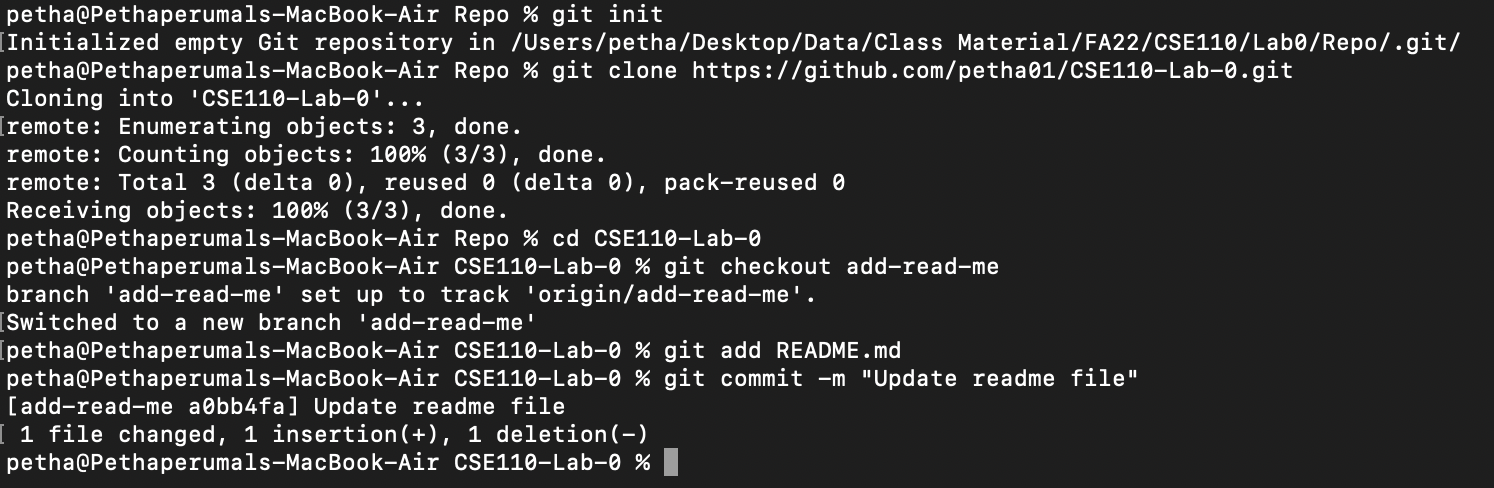 petha@Pethaperumals-MacBook-Air Repo % git init
Initialized empty Git repository in /Users/petha/Desktop/Data/Class Material/FA22/CSE110/Lab0/Repo/.git/
petha@Pethaperumals-MacBook-Air Repo % git clone https://github.com/petha01/CSE110-Lab-0.git
Cloning into 'CSE110-Lab-0'...
remote: Enumerating objects: 3, done.
remote: Counting objects: 100% (3/3), done.
remote: Total 3 (delta 0), reused 0 (delta 0), pack-reused 0
Receiving objects: 100% (3/3), done.
petha@Pethaperumals-MacBook-Air Repo % cd CSE110-Lab-0
petha@Pethaperumals-MacBook-Air CSE110-Lab-0 % git checkout add-read-me
branch 'add-read-me' set up to track 'origin/add-read-me'.
Switched to a new branch 'add-read-me'
petha@Pethaperumals-MacBook-Air CSE110-Lab-0 % git add README.md
petha@Pethaperumals-MacBook-Air CSE110-Lab-0 % git commit -m "Update readme file"
[add-read-me a0bb4fa] Update readme file
 1 file changed, 1 insertion(+), 1 deletion(-)
petha@Pethaperumals-MacBook-Air CSE110-Lab-0 %